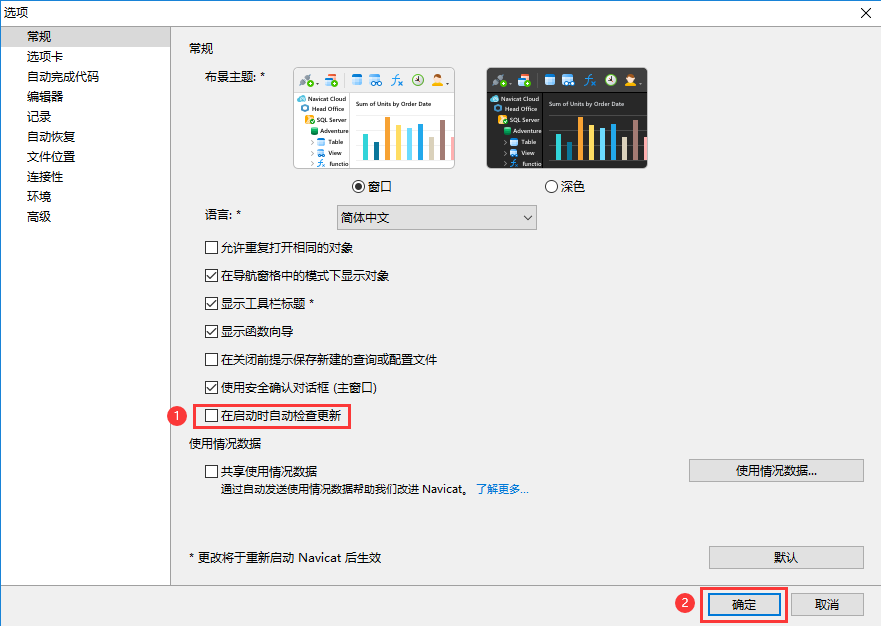 选项
常规
选项卡
自动完成代码
编辑器
记录
自动恢复
文件位置
连接性
环境
高级
常规
布景主题: *
Navicat Cloud
Head Office
SQL Server
Adventure
Table
View
functio
Sum of Units by Order Date
Navicat Cloud
Head Office
SQL Server
Adventure
Table
View
functio
Sum of Units by Order Date
窗口
深色
语言: *
简体中文
允许重复打开相同的对象
在导航窗格中的模式下显示对象
显示工具栏标题 *
显示函数向导
在关闭前提示保存新建的查询或配置文件
使用安全确认对话框 (主窗口)
1
在启动时自动检查更新
使用情况数据
共享使用情况数据
使用情况数据...
通过自动发送使用情况数据帮助我们改进 Navicat。 了解更多...
* 更改将于重新启动 Navicat 后生效
默认
2
确定
取消